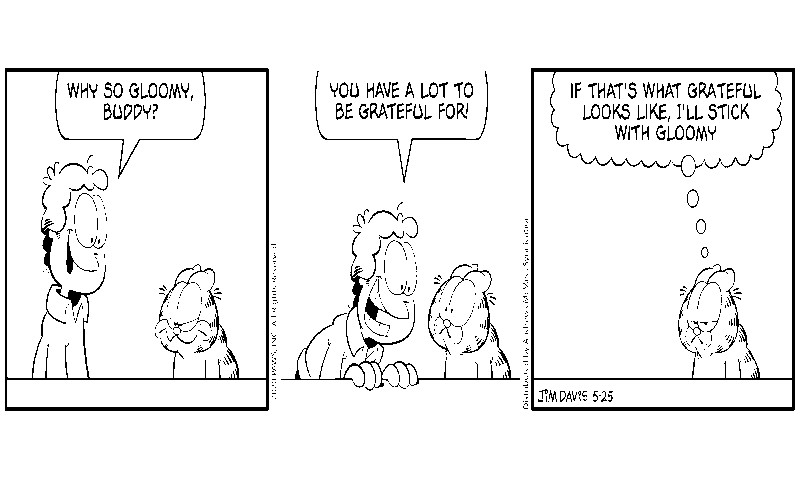 WHY SO GLOOMY,
BUDDY?
YOU HAVE A LOT TO
BE GRATEFUL FOR!
IF THAT'S WHAT GRATEFUL
LOOKS LIKE, I'LL STICK
WITH GLOOMY
JIM DAVIS 5-25